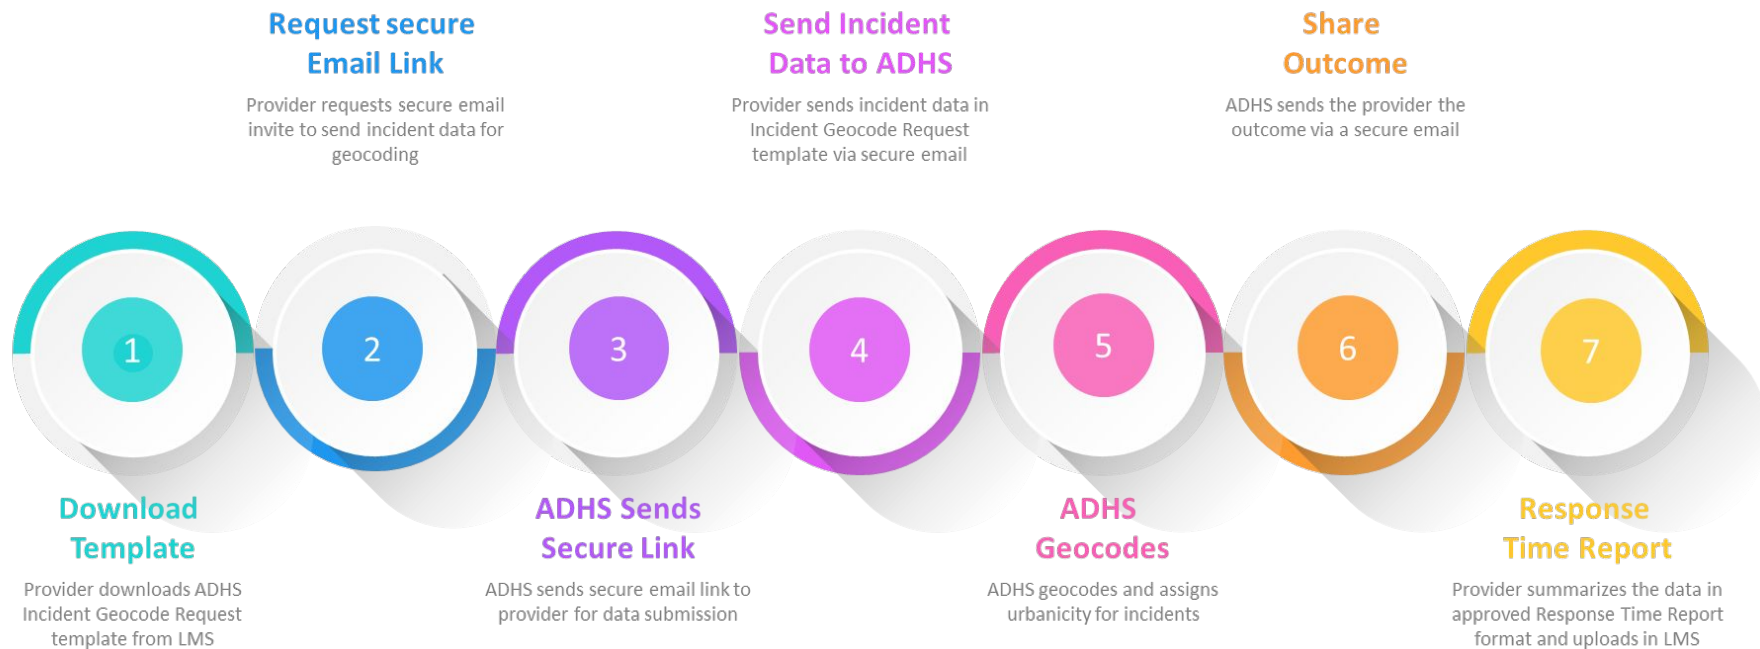 Request secure
Email Link
Provider requests secure email
invite to send incident data for
geocoding
Send Incident
Data to ADHS
Provider sends incident data in
Incident Geocode Request
template via secure email
Share
Outcome
ADHS sends the provider the
outcome via a secure email
1
2
3
4
5
6
7
Download
Template
Provider downloads ADHS
Incident Geocode Request
template from LMS
ADHS Sends
Secure Link
ADHS sends secure email link to
provider for data submission
ADHS
Geocodes
ADHS geocodes and assigns
urbanicity for incidents
Response
Time Report
Provider summarizes the data in
approved Response Time Report
format and uploads in LMS